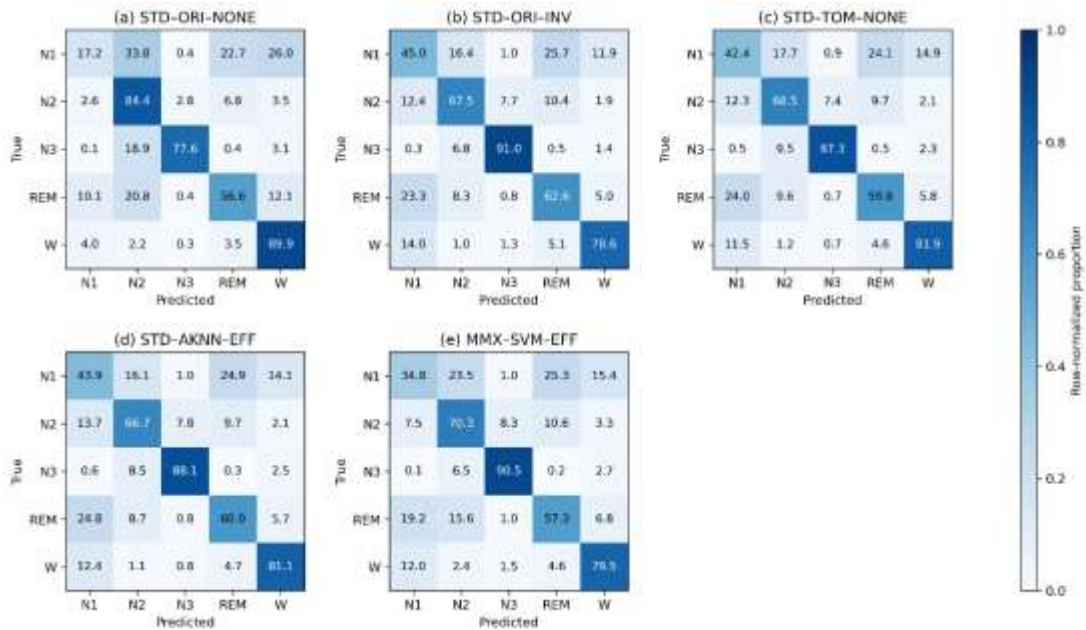 (a) STD-ORI-NONE
(b) STD-ORI-INV
(c) STD-TOM-NONE
N1 17.2 33.8 0.4 22.7 26.0
N2 2.6 84.4 2.8 6.8 3.5
N3 0.1 18.9 77.6 0.4 3.1
REM 10.1 20.8 0.4 56.6 12.1
W 4.0 2.2 0.3 3.5 89.9
True
N1 N2 N3 REM W
Predicted
N1 45.0 16.4 1.0 25.7 11.9
N2 12.4 67.5 7.7 10.4 1.9
N3 0.3 6.8 91.0 0.5 1.4
REM 23.3 8.3 0.8 62.6 5.0
W 14.0 1.0 1.3 5.1 78.6
True
N1 N2 N3 REM W
Predicted
N1 42.4 17.7 0.9 24.1 14.9
N2 12.3 68.5 7.4 9.7 2.1
N3 0.5 9.5 87.3 0.5 2.3
REM 24.0 9.6 0.7 59.8 5.8
W 11.5 1.2 0.7 4.6 81.9
True
N1 N2 N3 REM W
Predicted
(d) STD-AKNN-EFF
(e) MMX-SVM-EFF
N1 43.9 16.1 1.0 24.9 14.1
N2 13.7 66.7 7.8 9.7 2.1
N3 0.6 8.5 88.1 0.3 2.5
REM 24.8 8.7 0.8 60.0 5.7
W 12.4 1.1 0.8 4.7 81.1
True
N1 N2 N3 REM W
Predicted
N1 34.8 23.5 1.0 25.3 15.4
N2 7.5 70.3 8.3 10.6 3.3
N3 0.1 6.5 90.5 0.2 2.7
REM 19.2 15.6 1.0 57.3 6.8
W 12.0 2.4 1.5 4.6 79.5
True
N1 N2 N3 REM W
Predicted
1.0
0.8
0.6
0.4
0.2
0.0
Row-normalized proportion